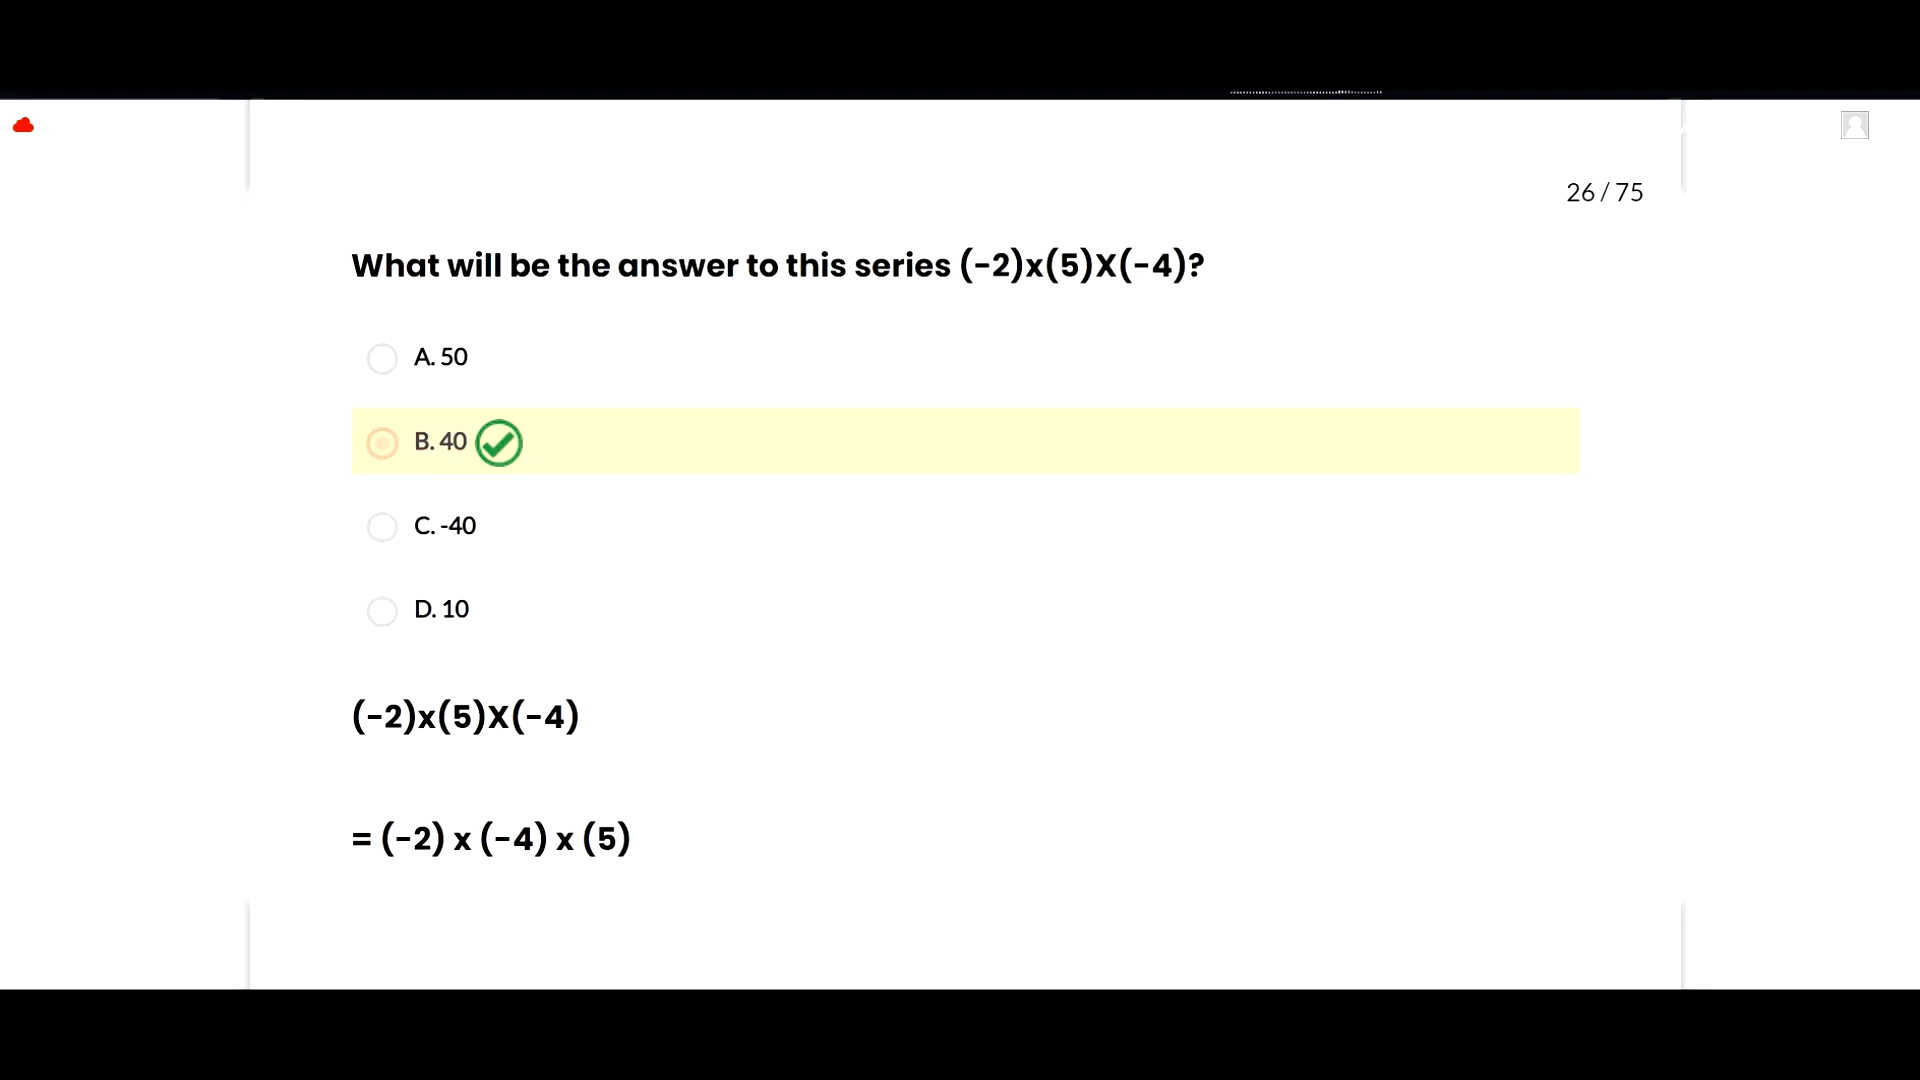 26 / 75
What will be the answer to this series (-2)x(5)X(-4)?
A. 50
B. 40
C. -40
D. 10
(-2)x(5)X(-4)
= (-2) x (-4) x (5)